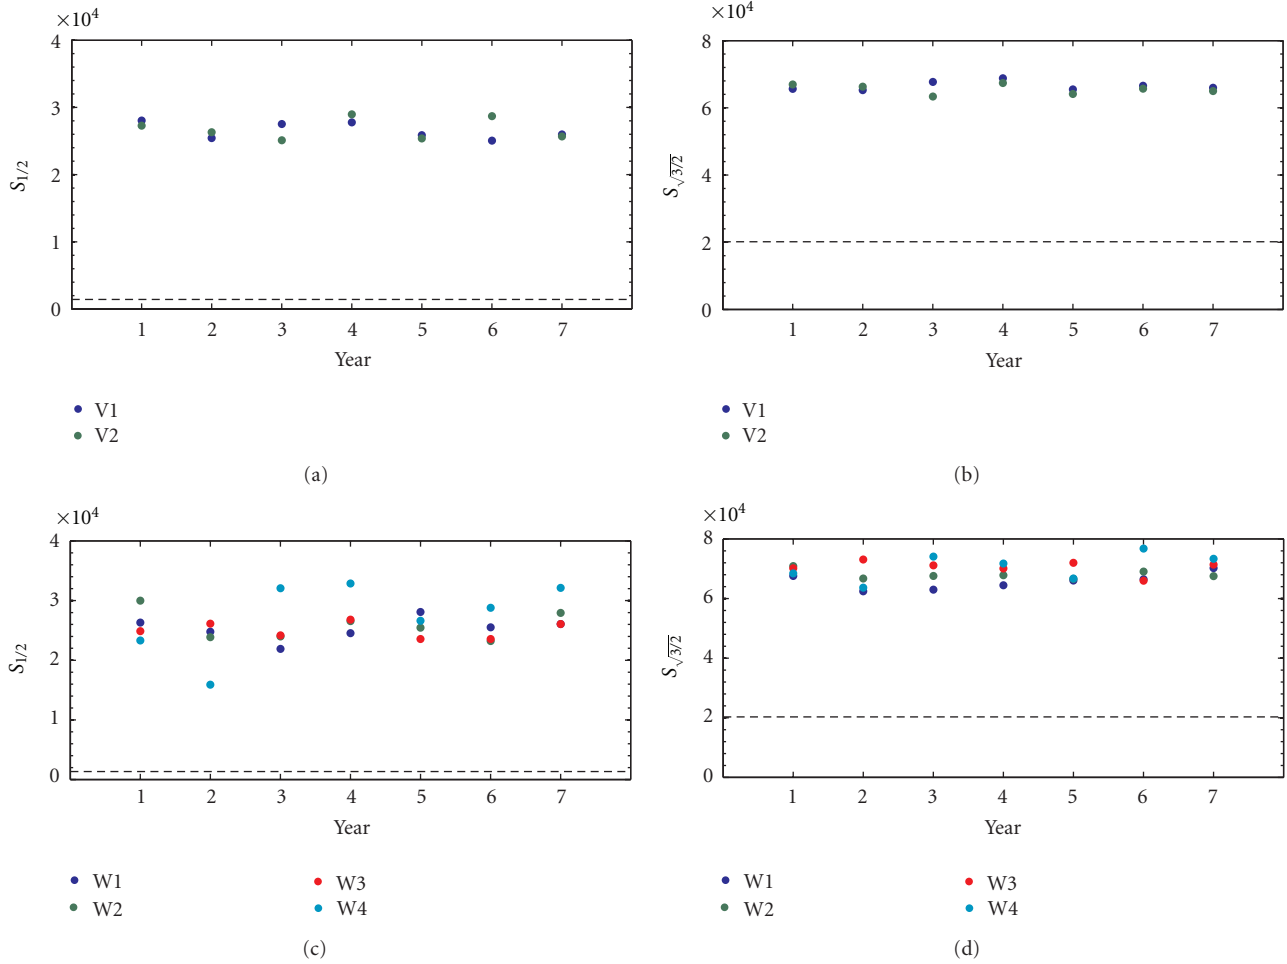 ×10⁴
4
3
2
1
0
S1/2
1 2 3 4 5 6 7
Year
V1
V2
(a)
×10⁴
8
6
4
2
0
S√3/2
1 2 3 4 5 6 7
Year
V1
V2
(b)
×10⁴
4
3
2
1
0
S1/2
1 2 3 4 5 6 7
Year
W1 W3
W2 W4
(c)
×10⁴
8
6
4
2
0
S√3/2
1 2 3 4 5 6 7
Year
W1 W3
W2 W4
(d)